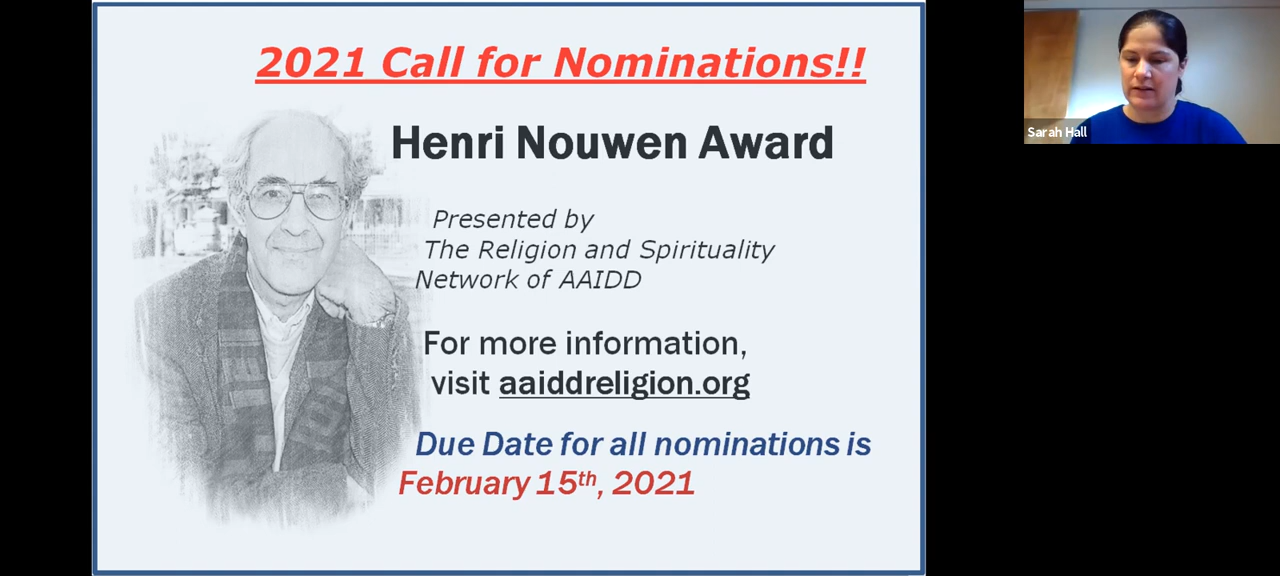 2021 Call for Nominations!!
Henri Nouwen Award
Presented by
The Religion and Spirituality
Network of AAIDD
For more information,
visit aaiddreligion.org
Due Date for all nominations is
February 15th, 2021
Sarah Hall